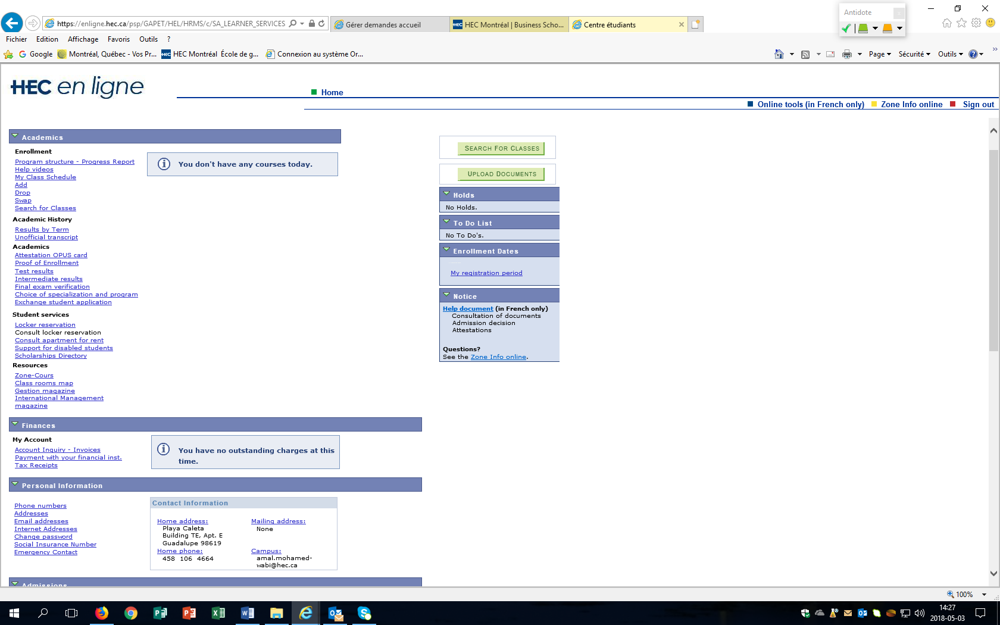 Antidote
https://enligne.hec.ca/psp/GAPET/HEL/HRMS/c/SA_LEARNER_SERVICES
Gérer demandes accueil
HEC Montréal | Business Scho...
Centre étudiants
Fichier Edition Affichage Favoris Outils ?
Google Montréal, Québec - Vos Pr... HEC Montréal École de g... Connexion au système Or...
Page Sécurité Outils
HEC en ligne
Home
Online tools (in French only) Zone Info online Sign out
Academics
Enrollment
Program structure - Progress Report
Help videos
My Class Schedule
Add
Drop
Swap
Search for Classes
You don't have any courses today.
Academic History
Results by Term
Unofficial transcript
Academics
Attestation OPUS card
Proof of Enrollment
Test results
Intermediate results
Final exam verification
Choice of specialization and program
Exchange student application
Student services
Locker reservation
Consult locker reservation
Consult apartment for rent
Support for disabled students
Scholarships Directory
Resources
Zone-Cours
Class rooms map
Gestion magazine
International Management
magazine
SEARCH FOR CLASSES
UPLOAD DOCUMENTS
Holds
No Holds.
To Do List
No To Do's.
Enrollment Dates
My registration period
Notice
Help document (in French only)
Consultation of documents
Admission decision
Attestations
Questions?
See the Zone Info online.
Finances
My Account
Account Inquiry - Invoices
Payment with your financial inst.
Tax Receipts
You have no outstanding charges at this
time.
Personal Information
Phone numbers
Addresses
Email addresses
Internet Addresses
Change password
Social Insurance Number
Emergency Contact
Contact Information
Home address:
Playa Caleta
Building TE, Apt. E
Guadalupe 98619
Home phone:
458 106 4664
Mailing address:
None
Campus:
amal.mohamed-
wabi@hec.ca
Admissions
100%
14:27
2018-05-03